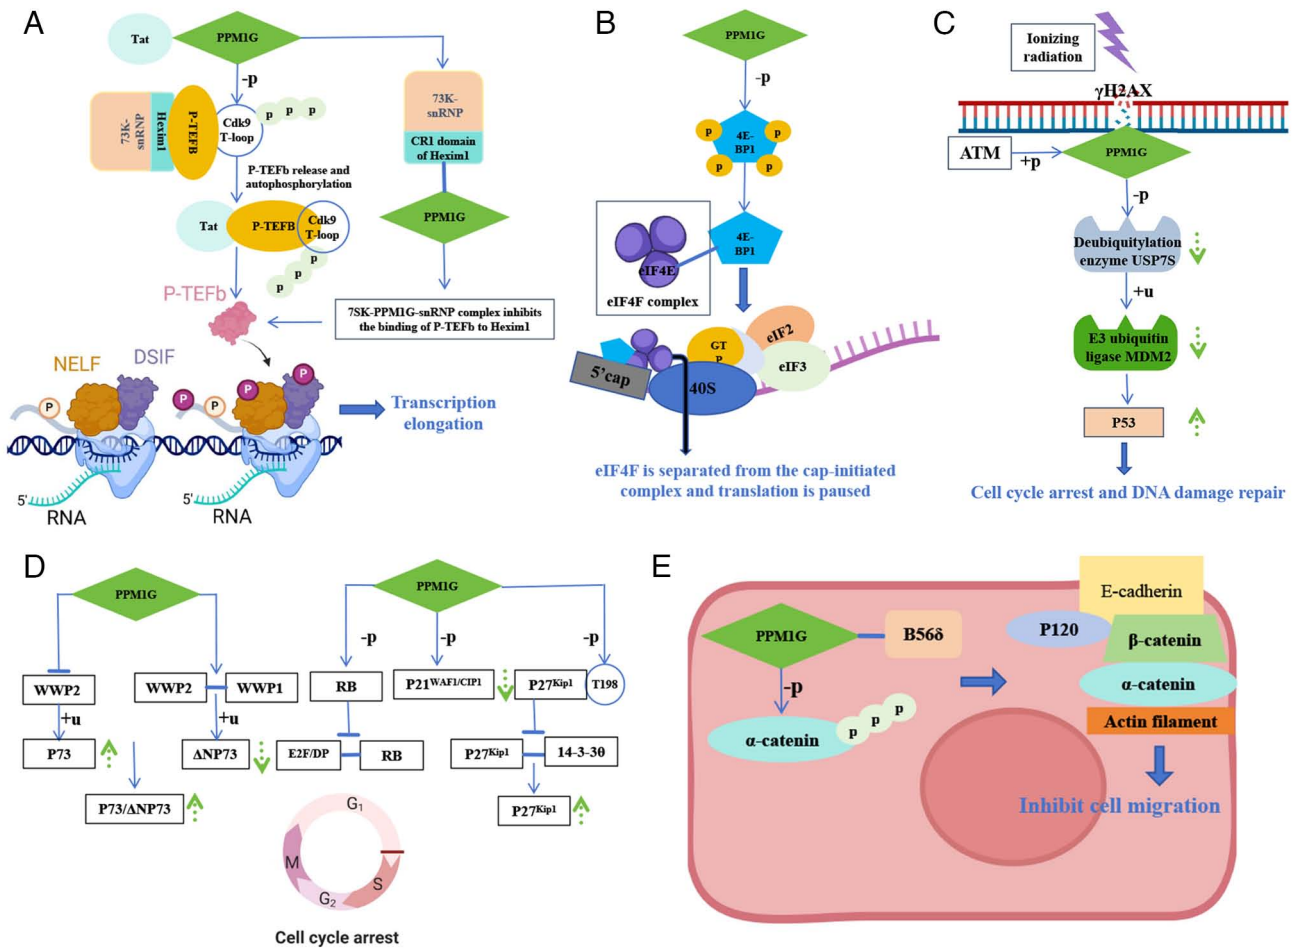 A
Tat
PPM1G
-p
73K-
snRNP
Hexim1
P-TEFB
Cdk9
T-loop
p p p
73K-
snRNP
CR1 domain
of Hexim1
P-TEFb release and
autophosphorylation
PPM1G
Tat
P-TEFB
Cdk9
T-loop
p
p
p
P-TEFb
7SK-PPM1G-snRNP complex inhibits
the binding of P-TEFb to Hexim1
NELF
DSIF
P
P
P
P
P
Transcription
elongation
5'
RNA
5'
RNA
B
PPM1G
-p
p
4E-
BP1
p
p
p
4E-
BP1
eIF4E
eIF4F complex
5'cap
GT
P
eIF2
eIF3
40S
eIF4F is separated from the cap-initiated
complex and translation is paused
C
Ionizing
radiation
γH2AX
ATM
+p
PPM1G
-p
Deubiquitylation
enzyme USP7S
+u
E3 ubiquitin
ligase MDM2
P53
Cell cycle arrest and DNA damage repair
D
PPM1G
WWP2
+u
P73
WWP2
WWP1
+u
ΔNP73
P73/ΔNP73
PPM1G
-p
-p
-p
RB
P21WAF1/CIP1
P27Kip1
T198
E2F/DP
RB
P27Kip1
14-3-3θ
P27Kip1
G1
M
S
G2
Cell cycle arrest
E
PPM1G
B56δ
-p
α-catenin
p
p
p
E-cadherin
P120
β-catenin
α-catenin
Actin filament
Inhibit cell migration